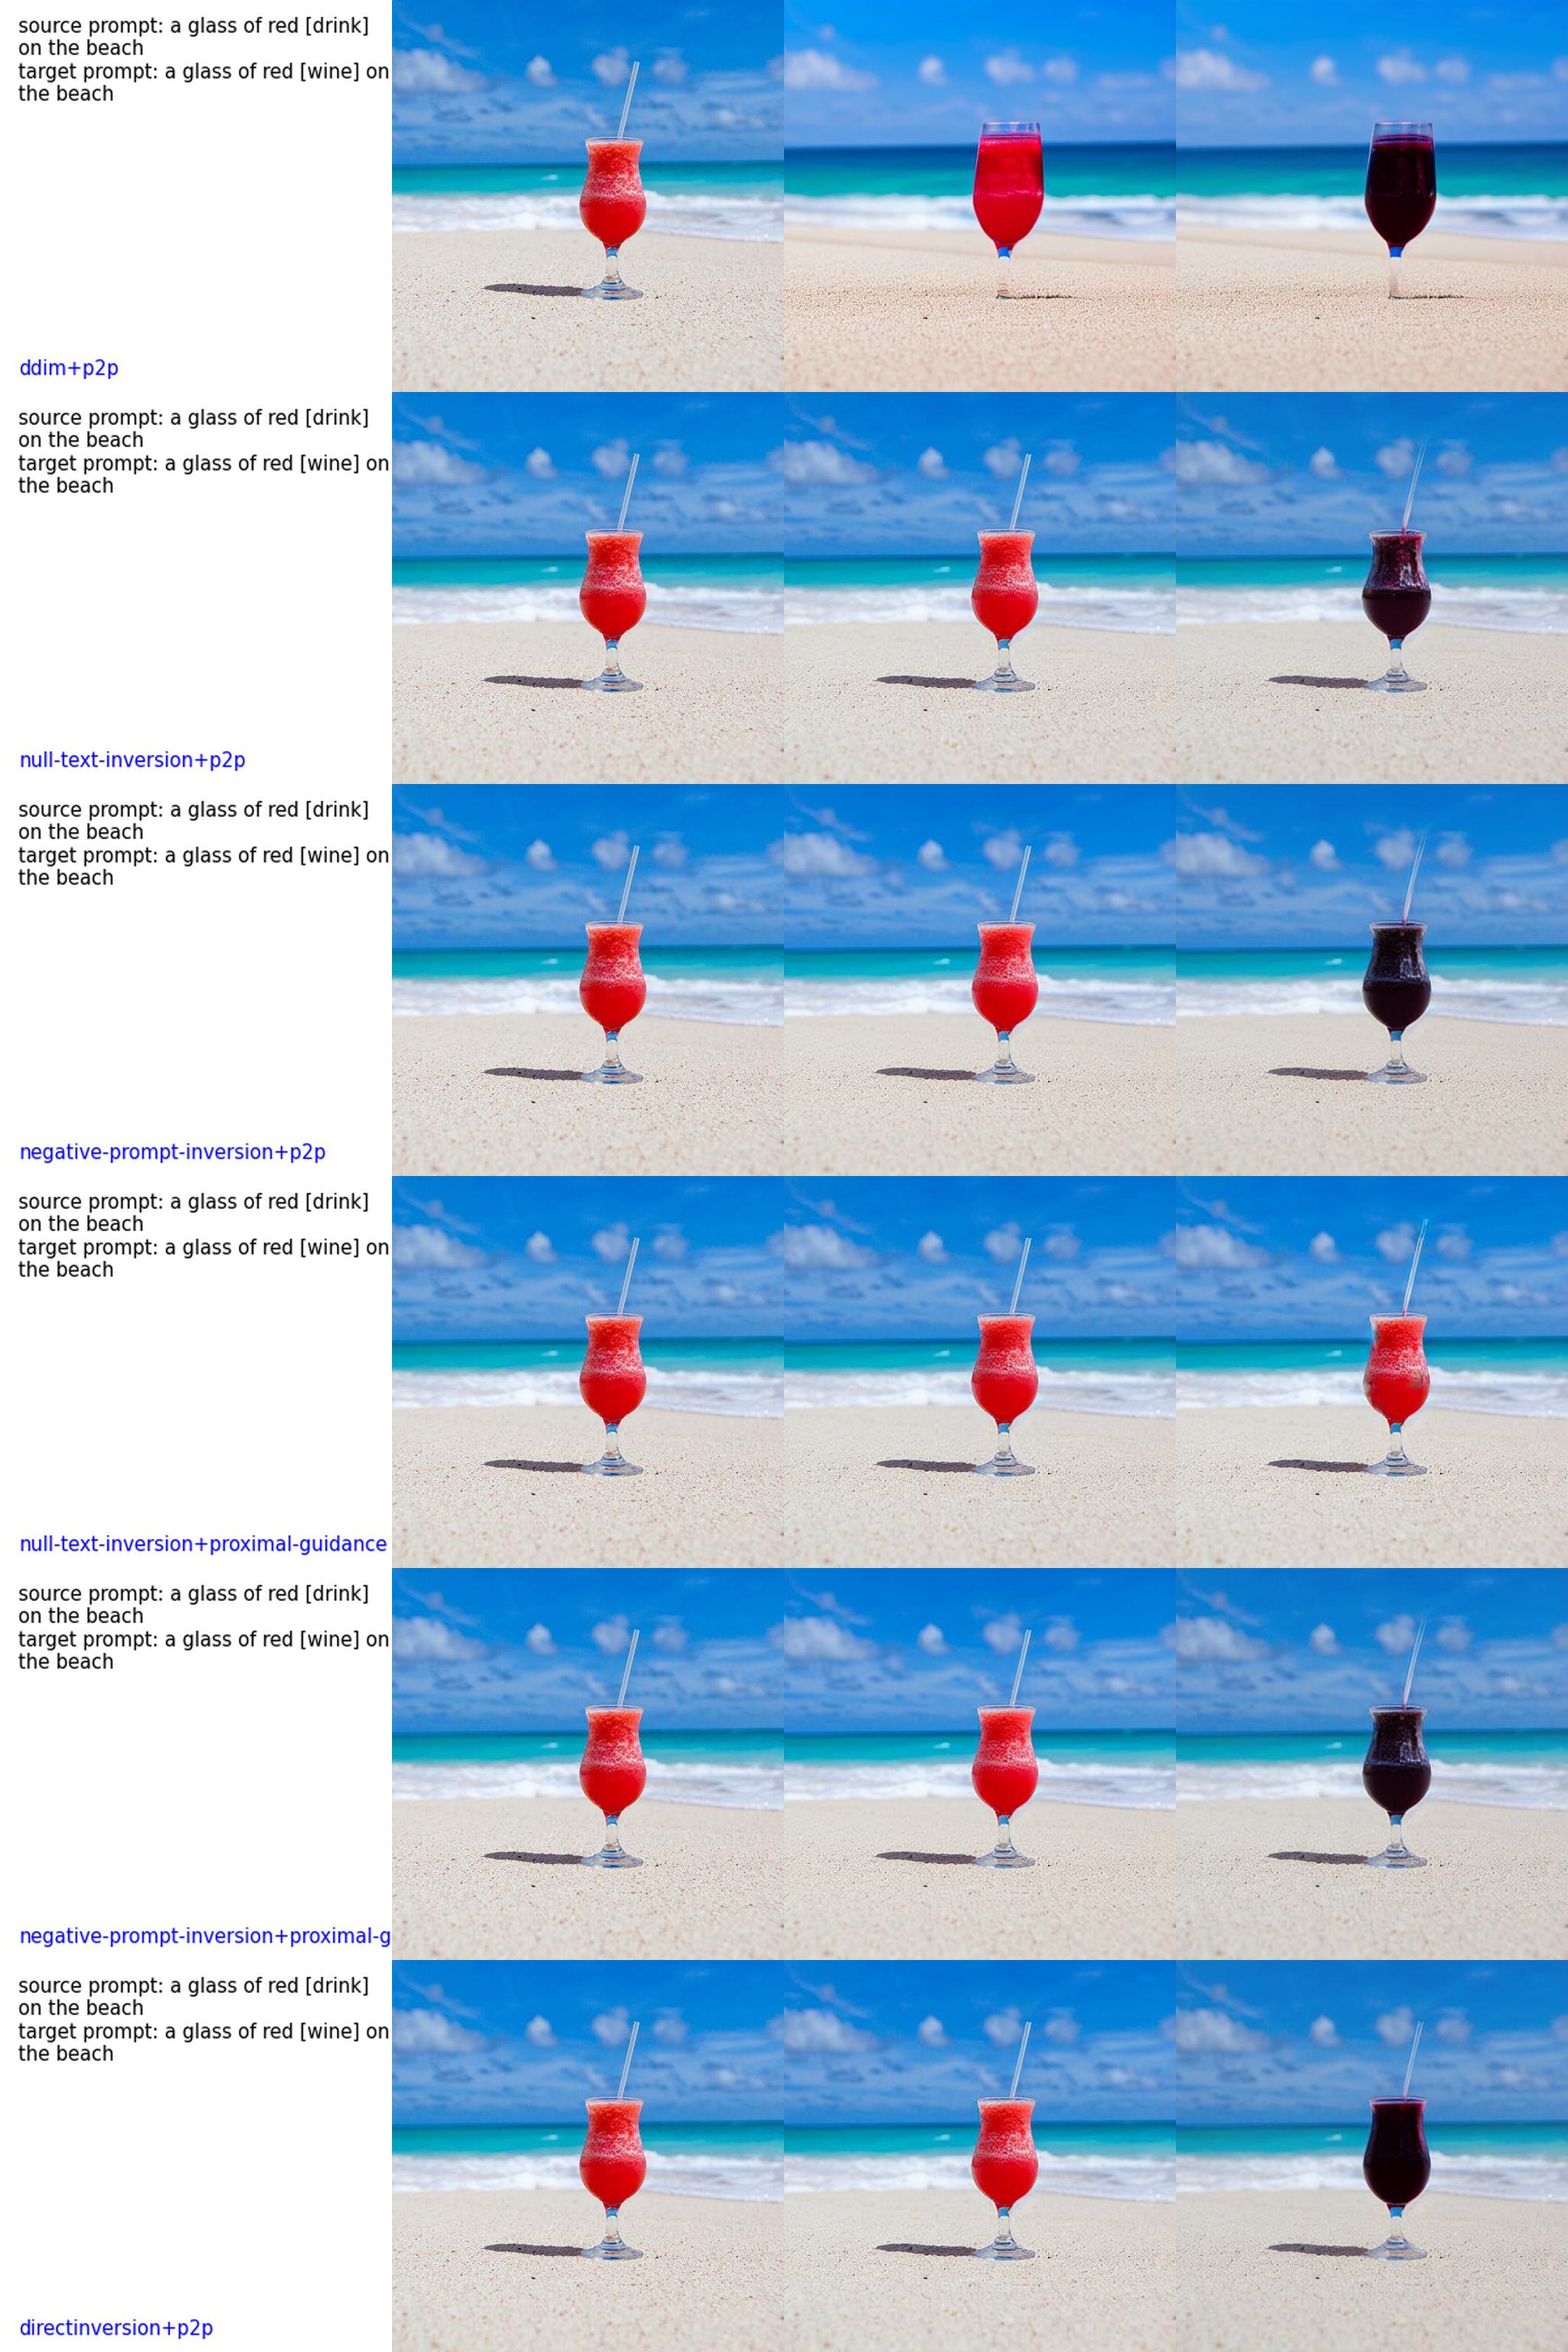 source prompt: a glass of red [drink]
on the beach
target prompt: a glass of red [wine] on
the beach
ddim+p2p
source prompt: a glass of red [drink]
on the beach
target prompt: a glass of red [wine] on
the beach
null-text-inversion+p2p
source prompt: a glass of red [drink]
on the beach
target prompt: a glass of red [wine] on
the beach
negative-prompt-inversion+p2p
source prompt: a glass of red [drink]
on the beach
target prompt: a glass of red [wine] on
the beach
null-text-inversion+proximal-guidance
source prompt: a glass of red [drink]
on the beach
target prompt: a glass of red [wine] on
the beach
negative-prompt-inversion+proximal-g
source prompt: a glass of red [drink]
on the beach
target prompt: a glass of red [wine] on
the beach
directinversion+p2p